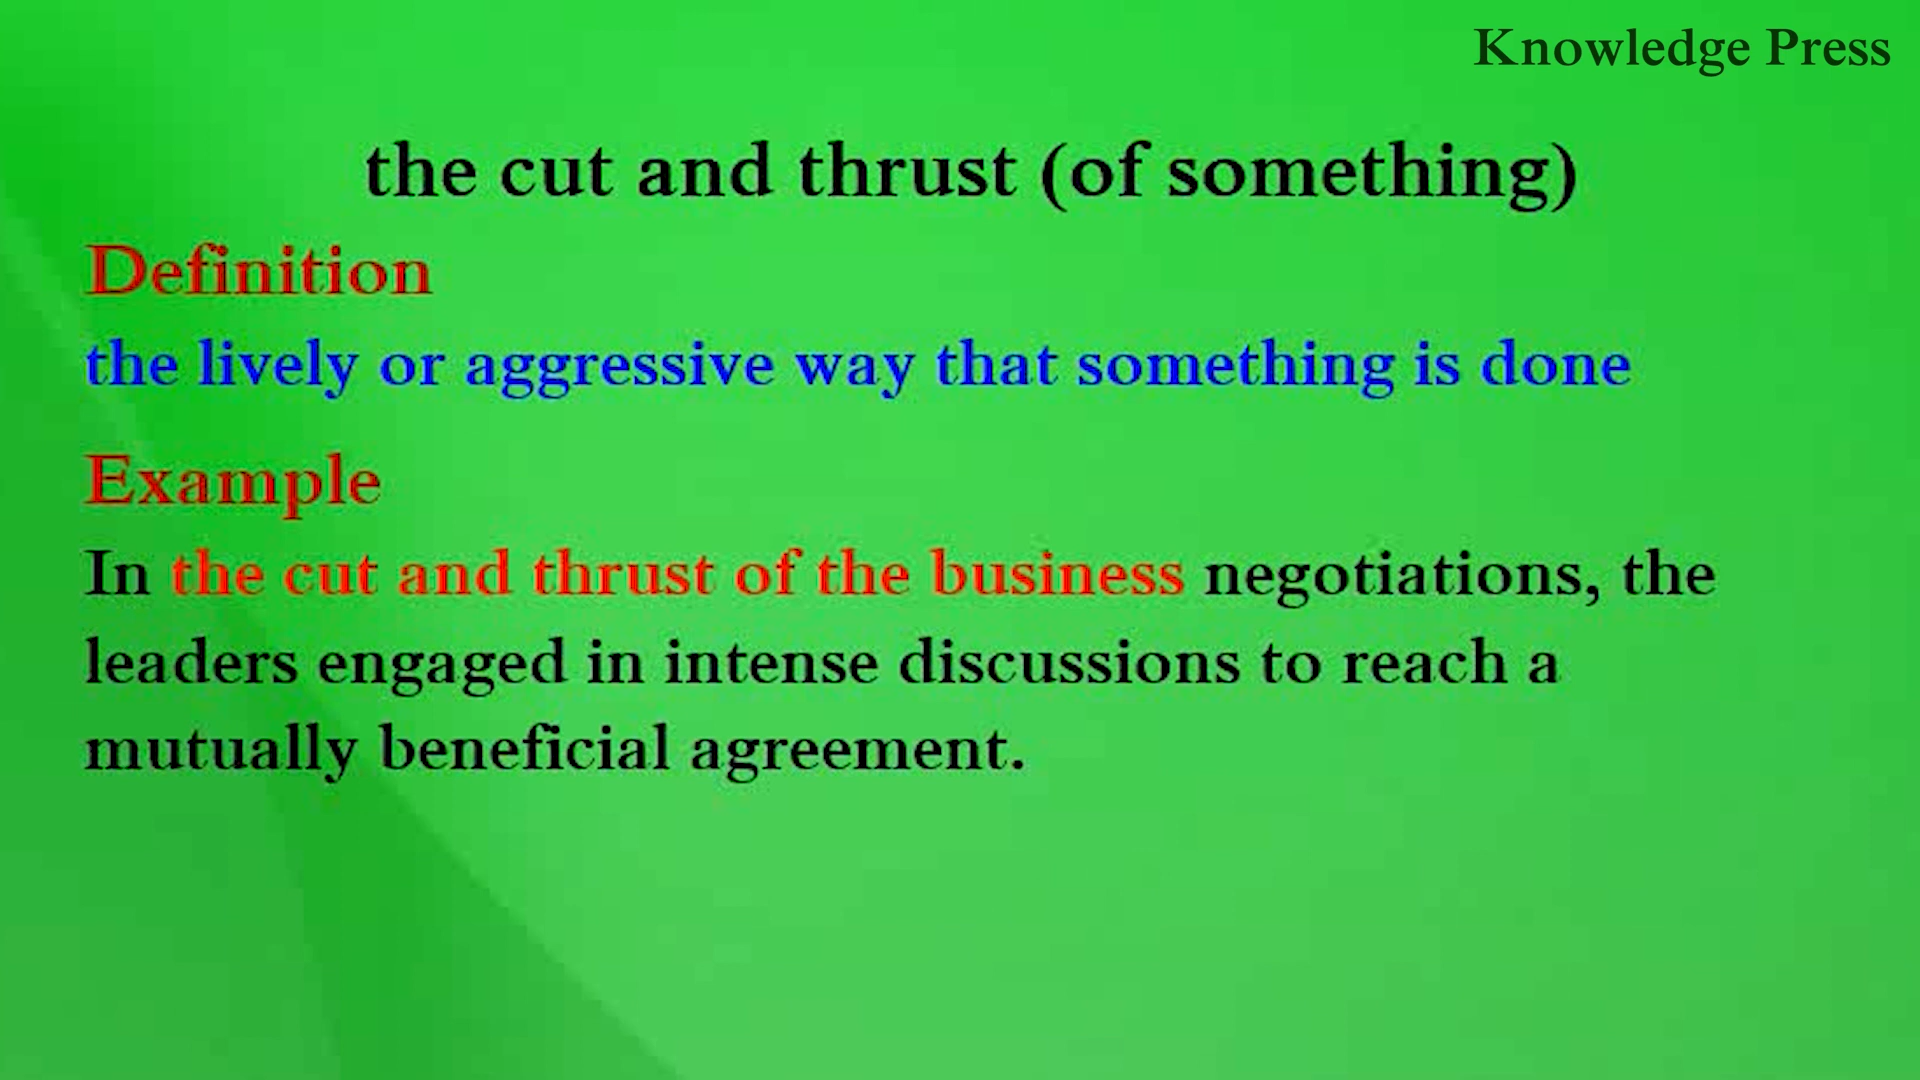 Knowledge Press
the cut and thrust (of something)
Definition
the lively or aggressive way that something is done
Example
In the cut and thrust of the business negotiations, the
leaders engaged in intense discussions to reach a
mutually beneficial agreement.